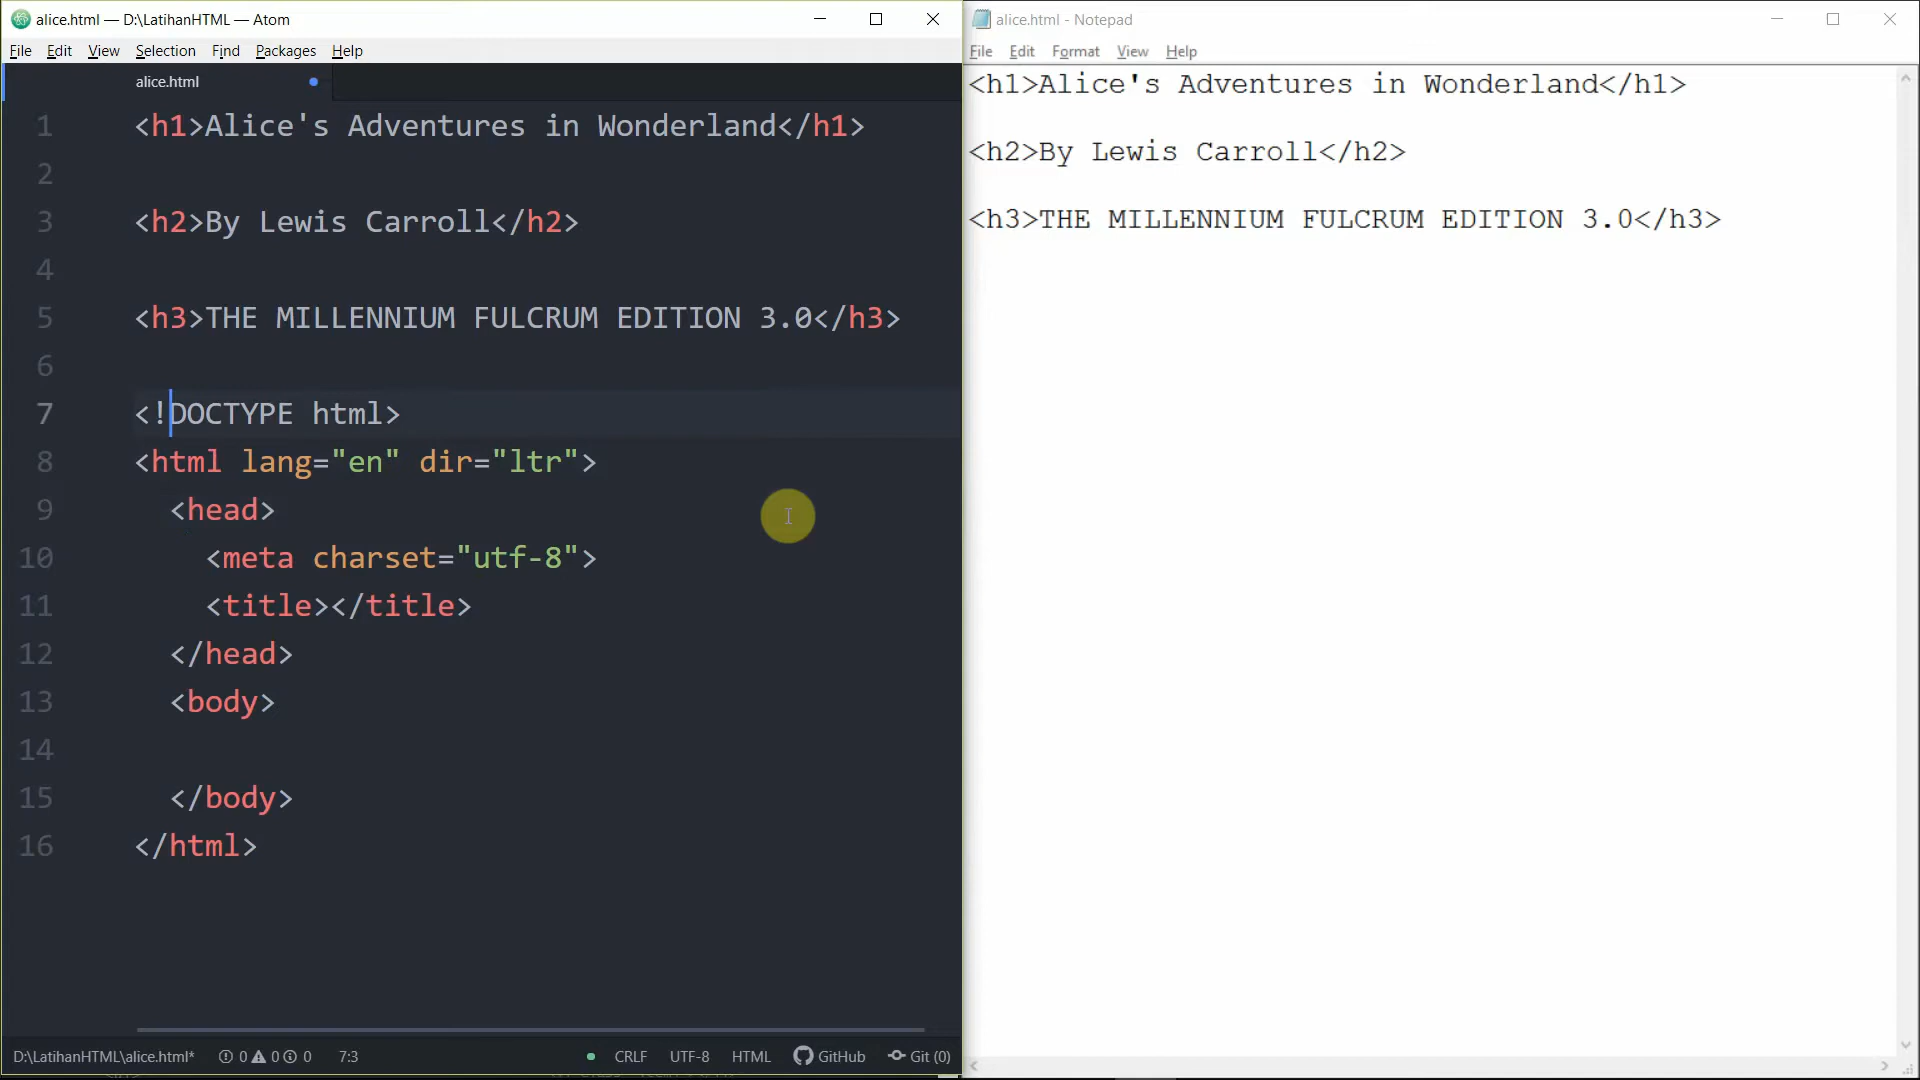 alice.html — D:\LatihanHTML — Atom
File Edit View Selection Find Packages Help
alice.html
1 <h1>Alice's Adventures in Wonderland</h1>
2
3 <h2>By Lewis Carroll</h2>
4
5 <h3>THE MILLENNIUM FULCRUM EDITION 3.0</h3>
6
7 <!DOCTYPE html>
8 <html lang="en" dir="ltr">
9 <head>
10 <meta charset="utf-8">
11 <title></title>
12 </head>
13 <body>
14
15 </body>
16 </html>
D:\LatihanHTML\alice.html* 0 0 0 7:3 CRLF UTF-8 HTML GitHub Git (0)
alice.html - Notepad
File Edit Format View Help
<h1>Alice's Adventures in Wonderland</h1>
<h2>By Lewis Carroll</h2>
<h3>THE MILLENNIUM FULCRUM EDITION 3.0</h3>